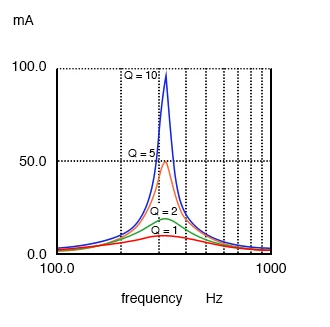 mA
100.0
Q = 10
Q = 5
50.0
Q = 2
Q = 1
0.0
100.0 1000
frequency Hz